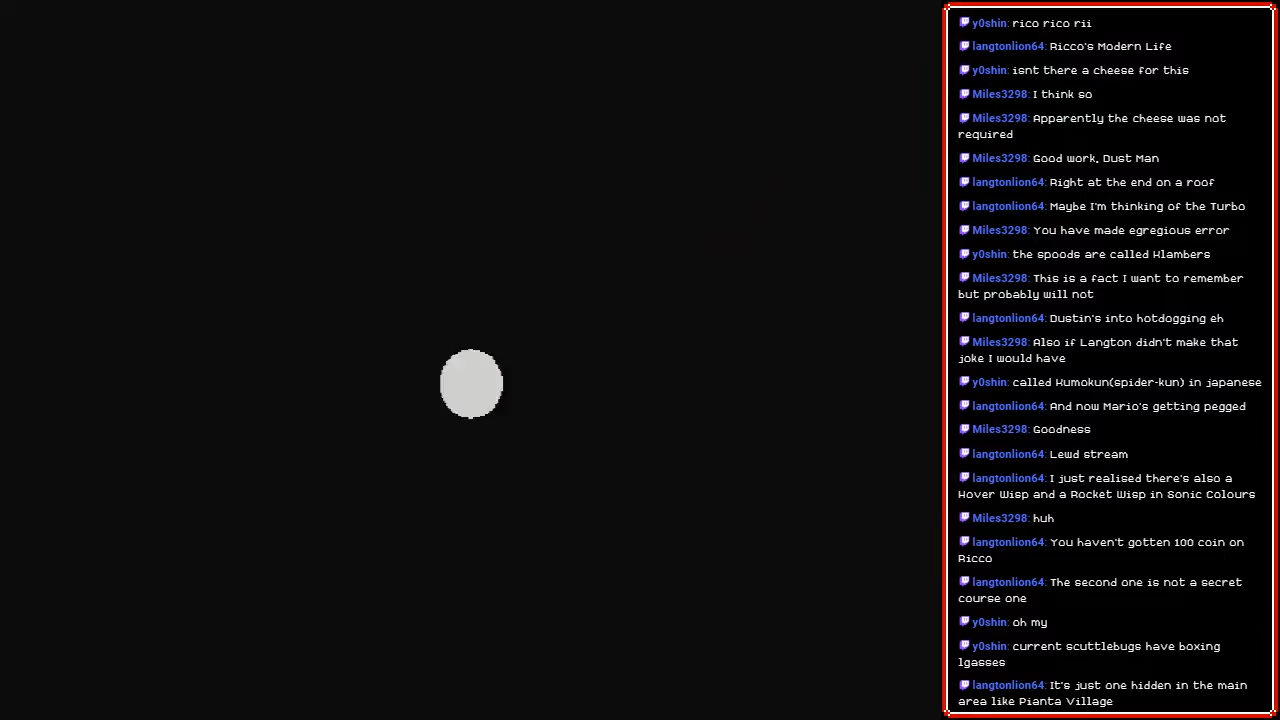 y0shin: rico rico rii
langtonlion64: Ricco's Modern Life
y0shin: isnt there a cheese for this
Miles3298: I think so
Miles3298: Apparently the cheese was not
required
Miles3298: Good work, Dust Man
langtonlion64: Right at the end on a roof
langtonlion64: Maybe I'm thinking of the Turbo
Miles3298: You have made egregious error
y0shin: the spoods are called Klambers
Miles3298: This is a fact I want to remember
but probably will not
langtonlion64: Dustin's into hotdogging eh
Miles3298: Also if Langton didn't make that
joke I would have
y0shin: called Kumokun(spider-kun) in japanese
langtonlion64: And now Mario's getting pegged
Miles3298: Goodness
langtonlion64: Lewd stream
langtonlion64: I just realised there's also a
Hover Wisp and a Rocket Wisp in Sonic Colours
Miles3298: huh
langtonlion64: You haven't gotten 100 coin on
Ricco
langtonlion64: The second one is not a secret
course one
y0shin: oh my
y0shin: current scuttlebugs have boxing
lgasses
langtonlion64: It's just one hidden in the main
area like Pianta Village